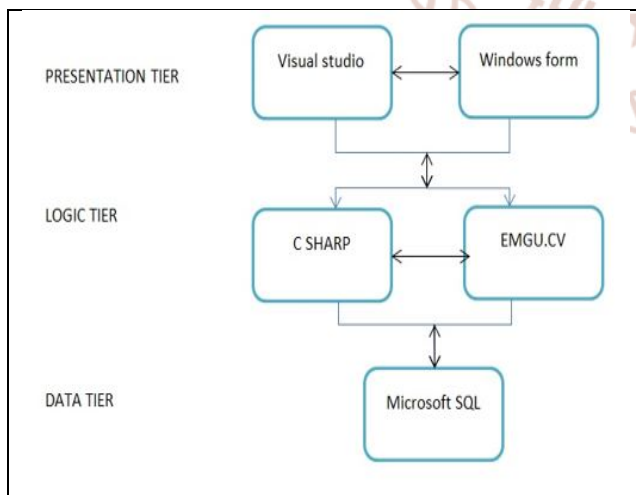 Visual studio
Windows form
PRESENTATION TIER
LOGIC TIER
C SHARP
EMGU.CV
DATA TIER
Microsoft SQL